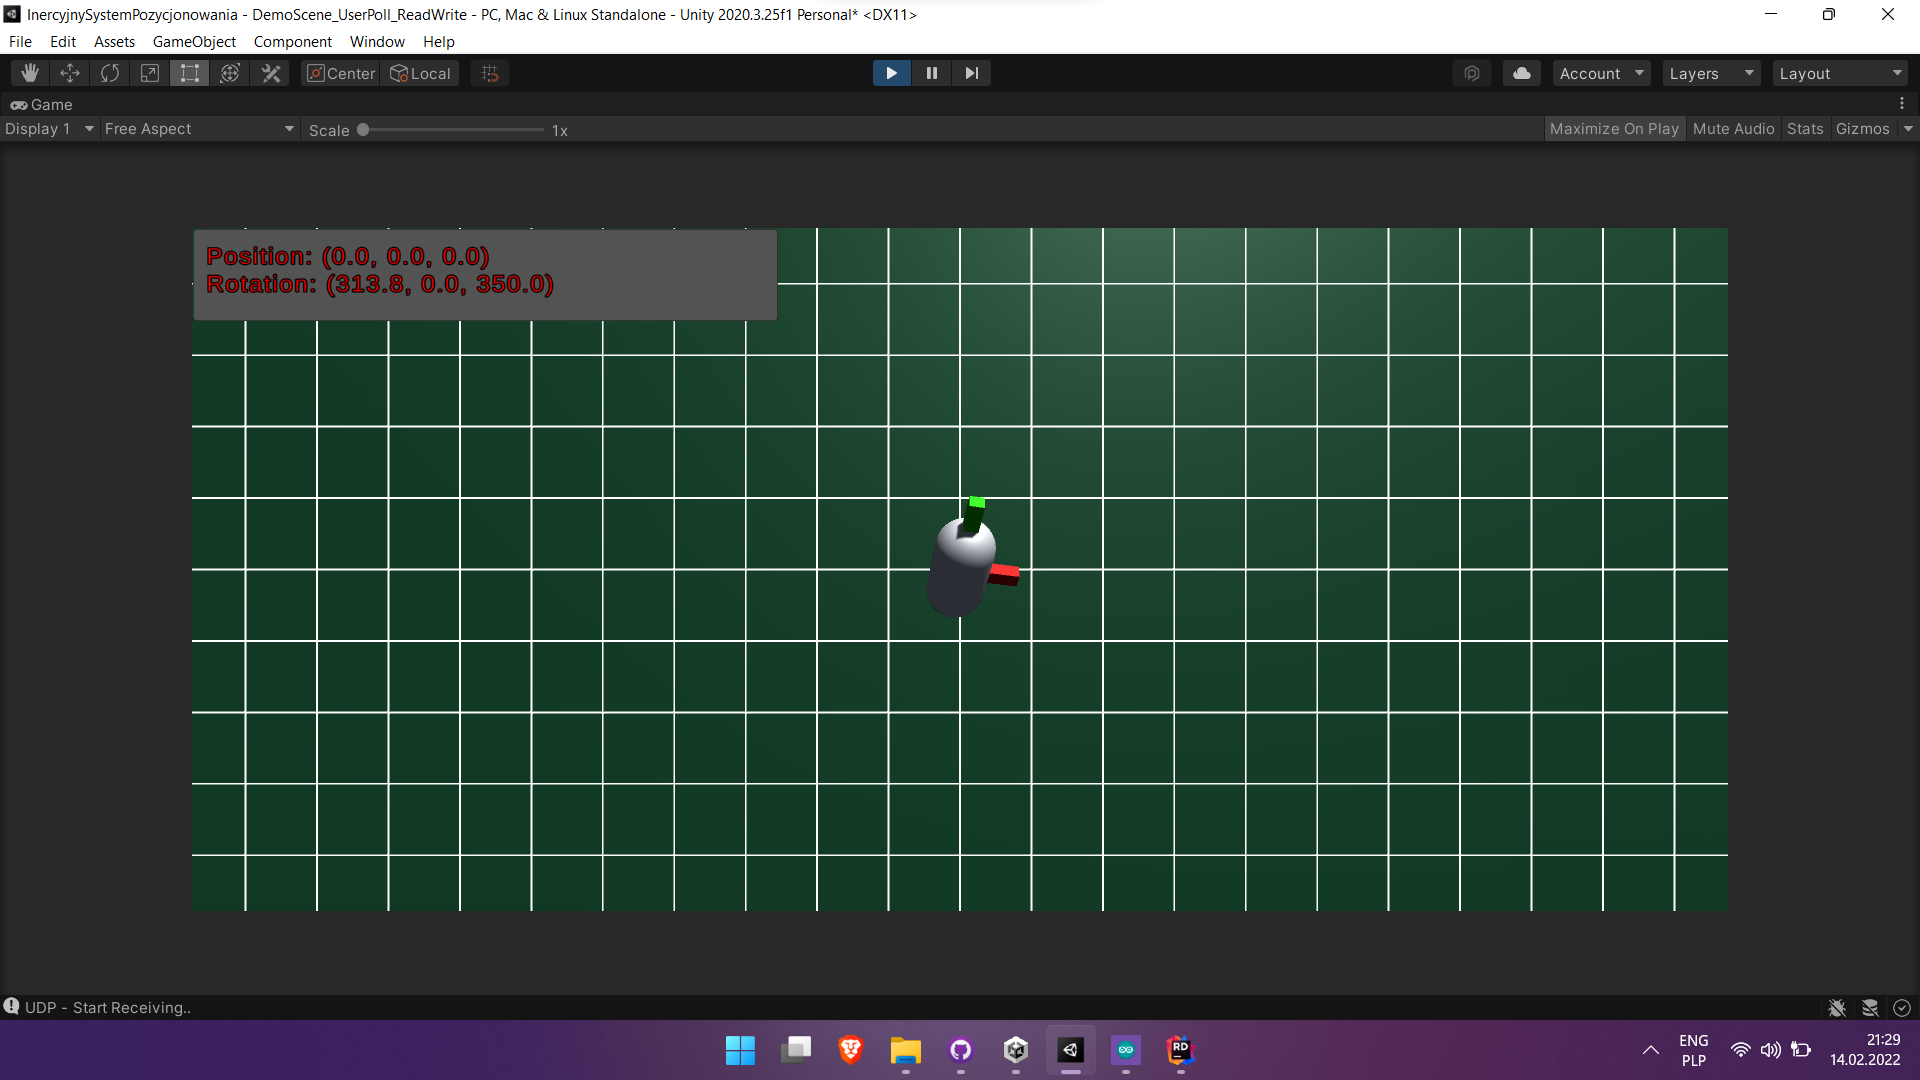 InercyjnySystemPozycjonowania - DemoScene_UserPoll_ReadWrite - PC, Mac & Linux Standalone - Unity 2020.3.25f1 Personal* <DX11>
File Edit Assets GameObject Component Window Help
Center Local Account Layers Layout
Game
Display 1 Free Aspect Scale 1x Maximize On Play Mute Audio Stats Gizmos
Position: (0.0, 0.0, 0.0)
Rotation: (313.8, 0.0, 350.0)
UDP - Start Receiving..
RD
ENG 21:29
PLP 14.02.2022